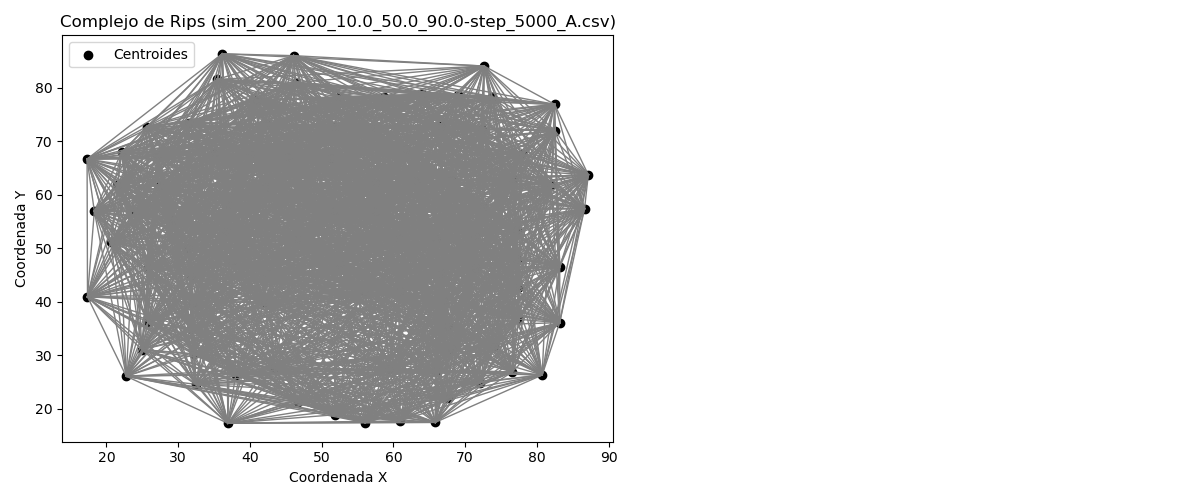 Complejo de Rips (sim_200_200_10.0_50.0_90.0-step_5000_A.csv)
Centroides
80
70
60
50
40
30
20
Coordenada Y
20 30 40 50 60 70 80 90
Coordenada X